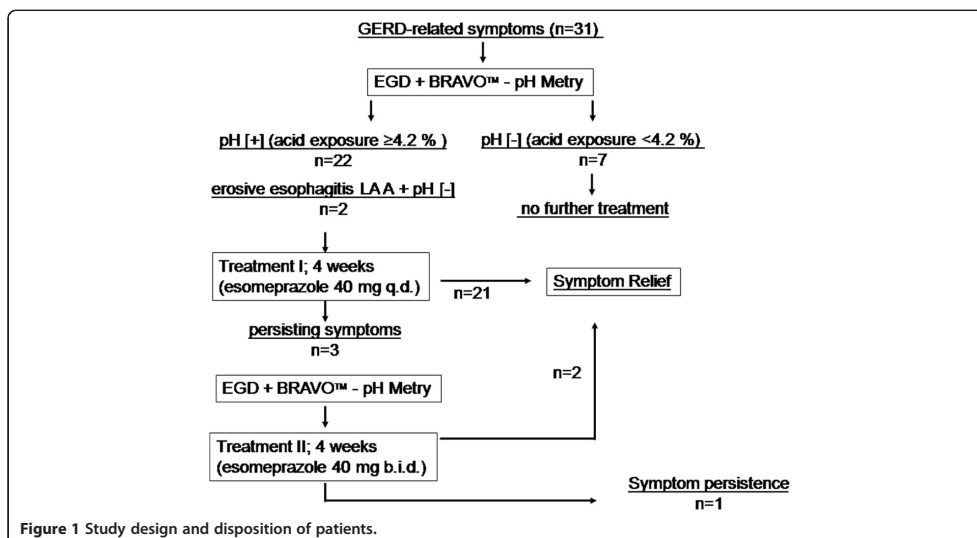 GERD-related symptoms (n=31)
EGD + BRAVO™ - pH Metry
pH [+] (acid exposure ≥4.2 % )
n=22
pH [-] (acid exposure <4.2%)
n=7
erosive esophagitis LA A + pH [-]
n=2
no further treatment
Treatment I; 4 weeks
(esomeprazole 40 mg q.d.)
n=21
Symptom Relief
persisting symptoms
n=3
n=2
EGD + BRAVO™ - pH Metry
Treatment II; 4 weeks
(esomeprazole 40 mg b.i.d.)
Symptom persistence
n=1
Figure 1 Study design and disposition of patients.